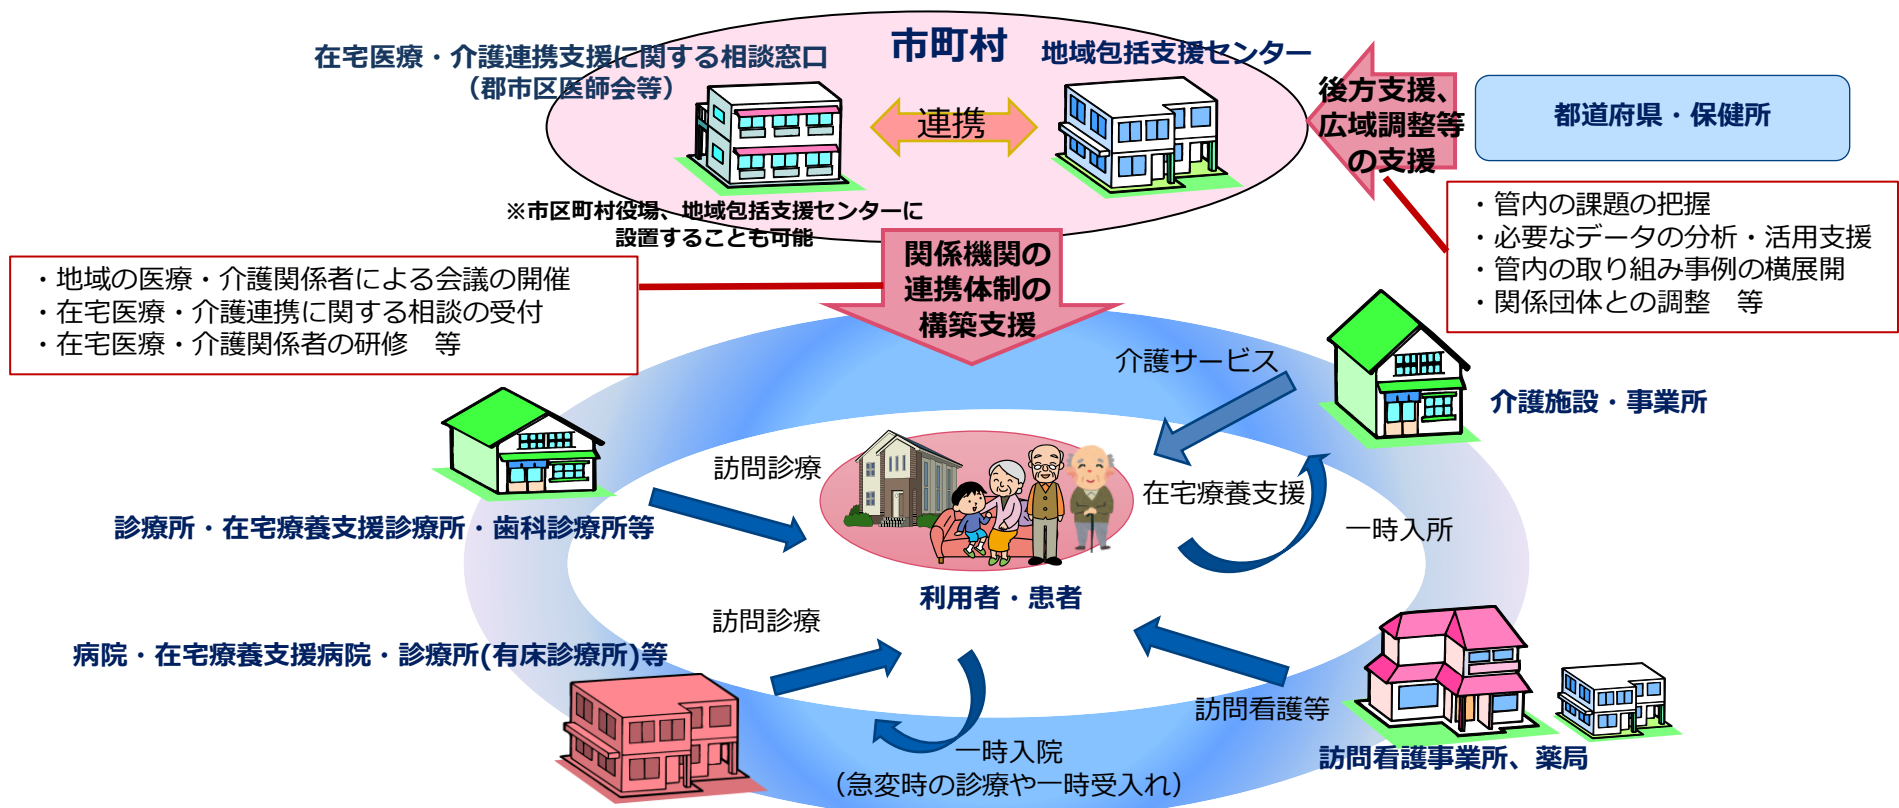 市町村
在宅医療・介護連携支援に関する相談窓口
（郡市区医師会等）
地域包括支援センター
連携
後方支援、
広域調整等
の支援
都道府県・保健所
※市区町村役場、地域包括支援センターに
設置することも可能
・管内の課題の把握
・必要なデータの分析・活用支援
・管内の取り組み事例の横展開
・関係団体との調整　等
関係機関の
連携体制の
構築支援
・地域の医療・介護関係者による会議の開催
・在宅医療・介護連携に関する相談の受付
・在宅医療・介護関係者の研修　等
介護サービス
介護施設・事業所
訪問診療
在宅療養支援
一時入所
診療所・在宅療養支援診療所・歯科診療所等
利用者・患者
訪問診療
病院・在宅療養支援病院・診療所(有床診療所)等
訪問看護等
一時入院
（急変時の診療や一時受入れ）
訪問看護事業所、薬局